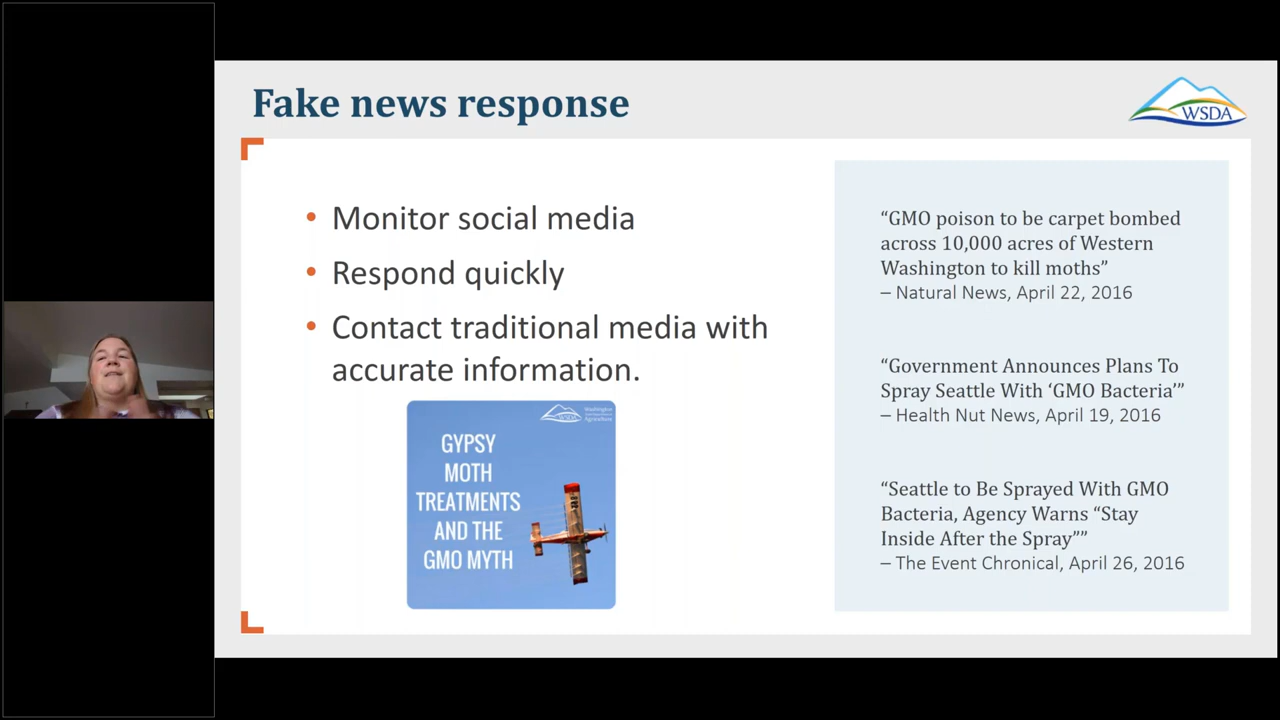 Fake news response
WSDA
• Monitor social media
• Respond quickly
• Contact traditional media with
accurate information.
WSDA
Washington
Agriculture
GYPSY
MOTH
TREATMENTS
AND THE
GMO MYTH
“GMO poison to be carpet bombed
across 10,000 acres of Western
Washington to kill moths”
– Natural News, April 22, 2016
“Government Announces Plans To
Spray Seattle With ‘GMO Bacteria’”
– Health Nut News, April 19, 2016
“Seattle to Be Sprayed With GMO
Bacteria, Agency Warns “Stay
Inside After the Spray””
– The Event Chronical, April 26, 2016